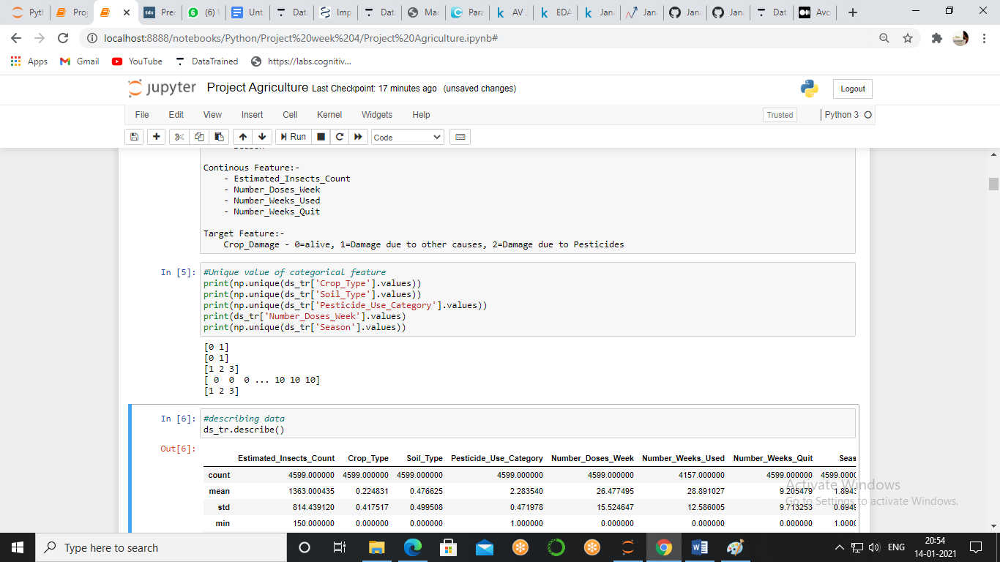 Pyth
Proj
tds
Pre
6
(6) \
Unt
Dat
Imp
Dat
Mac
Para
k
AV
k
EDA
k
Jan
Jan
Jan
Jan
Dat
Avo
localhost:8888/notebooks/Python/Project%20week%204/Project%20Agriculture.ipynb#
Apps
Gmail
YouTube
DataTrained
https://labs.cognitiv...
jupyter
Project Agriculture Last Checkpoint: 17 minutes ago (unsaved changes)
Logout
File Edit View Insert Cell Kernel Widgets Help
Trusted
Python 3
Run
Code
Continous Feature:-
- Estimated_Insects_Count
- Number_Doses_Week
- Number_Weeks_Used
- Number_Weeks_Quit
Target Feature:-
Crop_Damage - 0=alive, 1=Damage due to other causes, 2=Damage due to Pesticides
In [5]: #Unique value of categorical feature
print(np.unique(ds_tr['Crop_Type'].values))
print(np.unique(ds_tr['Soil_Type'].values))
print(np.unique(ds_tr['Pesticide_Use_Category'].values))
print(ds_tr['Number_Doses_Week'].values)
print(np.unique(ds_tr['Season'].values))
[0 1]
[0 1]
[1 2 3]
[ 0 0 0 ... 10 10 10]
[1 2 3]
In [6]: #describing data
ds_tr.describe()
Out[6]:
Estimated_Insects_Count Crop_Type Soil_Type Pesticide_Use_Category Number_Doses_Week Number_Weeks_Used Number_Weeks_Quit Seas
count 4599.000000 4599.000000 4599.000000 4599.000000 4599.000000 4157.000000 4599.000000 4599.000(
mean 1363.000435 0.224831 0.476625 2.283540 26.477495 28.891027 9.205479 1.894
std 814.439120 0.417517 0.499508 0.471978 15.524647 12.586005 9.713253 0.694
min 150.000000 0.000000 0.000000 1.000000 0.000000 0.000000 0.000000 1.000
Activate Windows
Go to Settings to activate Windows.
Type here to search
ENG
20:54
14-01-2021